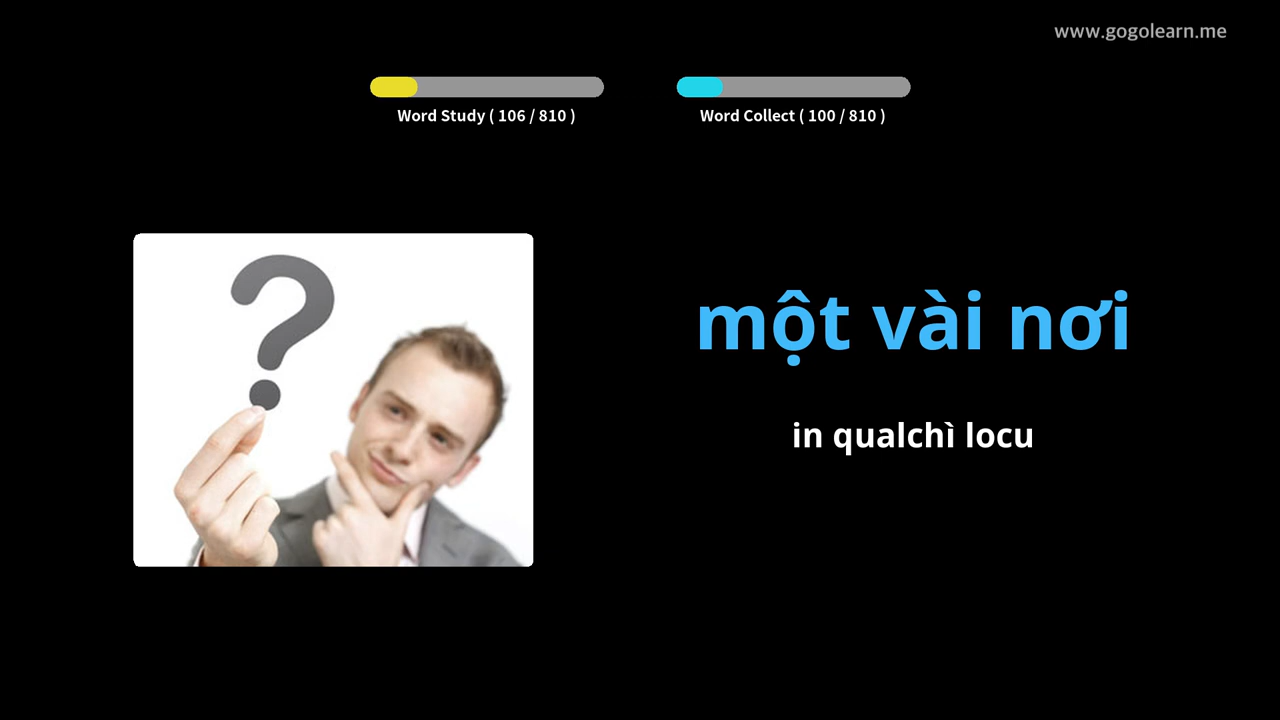 www.gogolearn.me
Word Study ( 106 / 810 )
Word Collect ( 100 / 810 )
một vài nơi
in qualchì locu